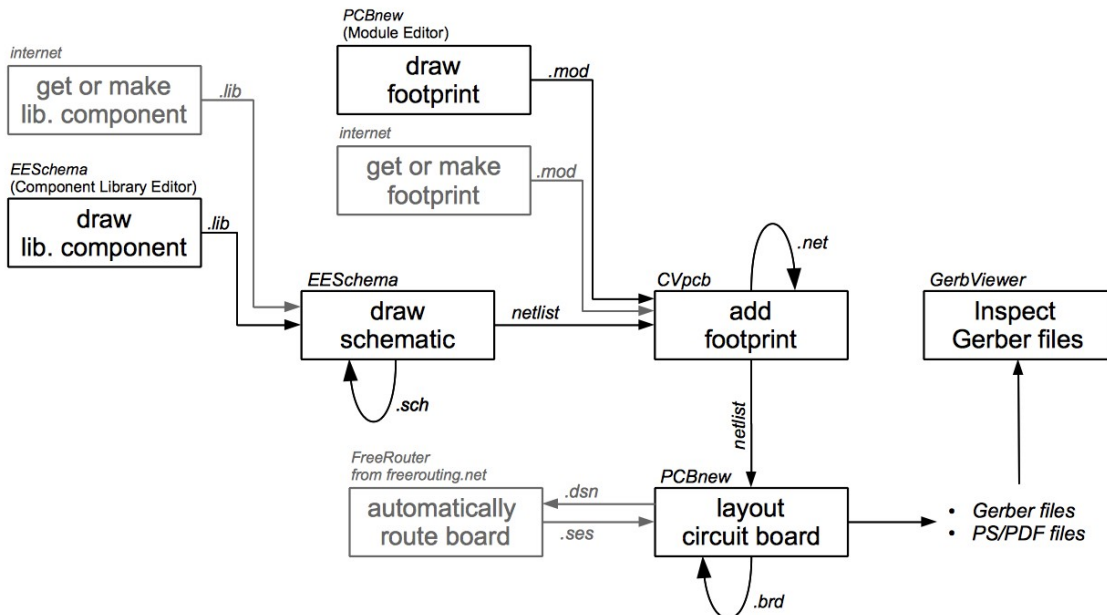 PCBnew
(Module Editor)
draw
footprint
.mod
internet
get or make
lib. component
.lib
internet
get or make
footprint
.mod
EESchema
(Component Library Editor)
draw
lib. component
.lib
EESchema
draw
schematic
.sch
netlist
CVpcb
add
footprint
.net
netlist
GerbViewer
Inspect
Gerber files
FreeRouter
from freerouting.net
automatically
route board
.dsn
.ses
PCBnew
layout
circuit board
.brd
• Gerber files
• PS/PDF files